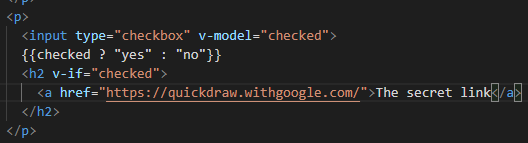 </p>
<p>
<input type="checkbox" v-model="checked">
{{checked ? "yes" : "no"}}
<h2 v-if="checked">
<a href="https://quickdraw.withgoogle.com/">The secret link</a>
</h2>
</p>